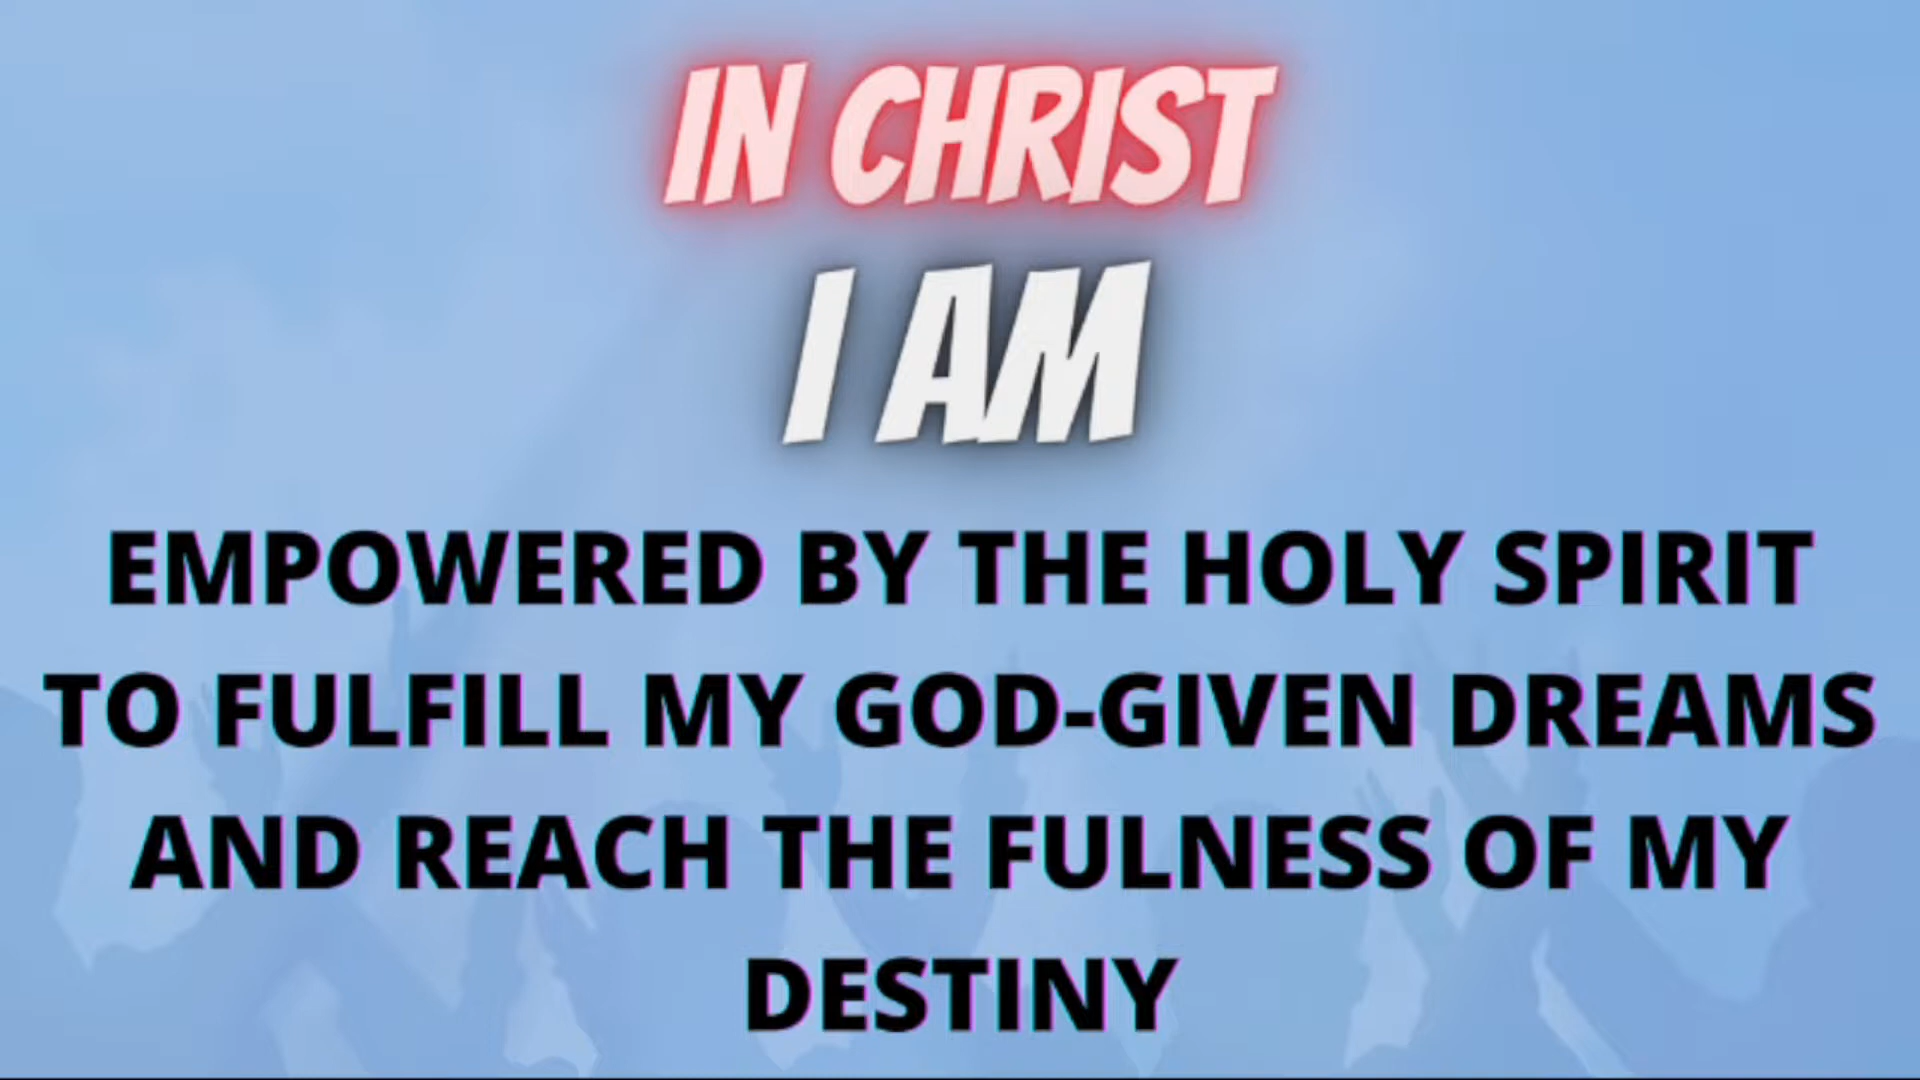 IN CHRIST
I AM
EMPOWERED BY THE HOLY SPIRIT
TO FULFILL MY GOD-GIVEN DREAMS
AND REACH THE FULNESS OF MY
DESTINY